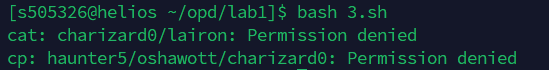 [s505326@helios ~/opd/lab1]$ bash 3.sh
cat: charizard0/lairon: Permission denied
cp: haunter5/oshawott/charizard0: Permission denied